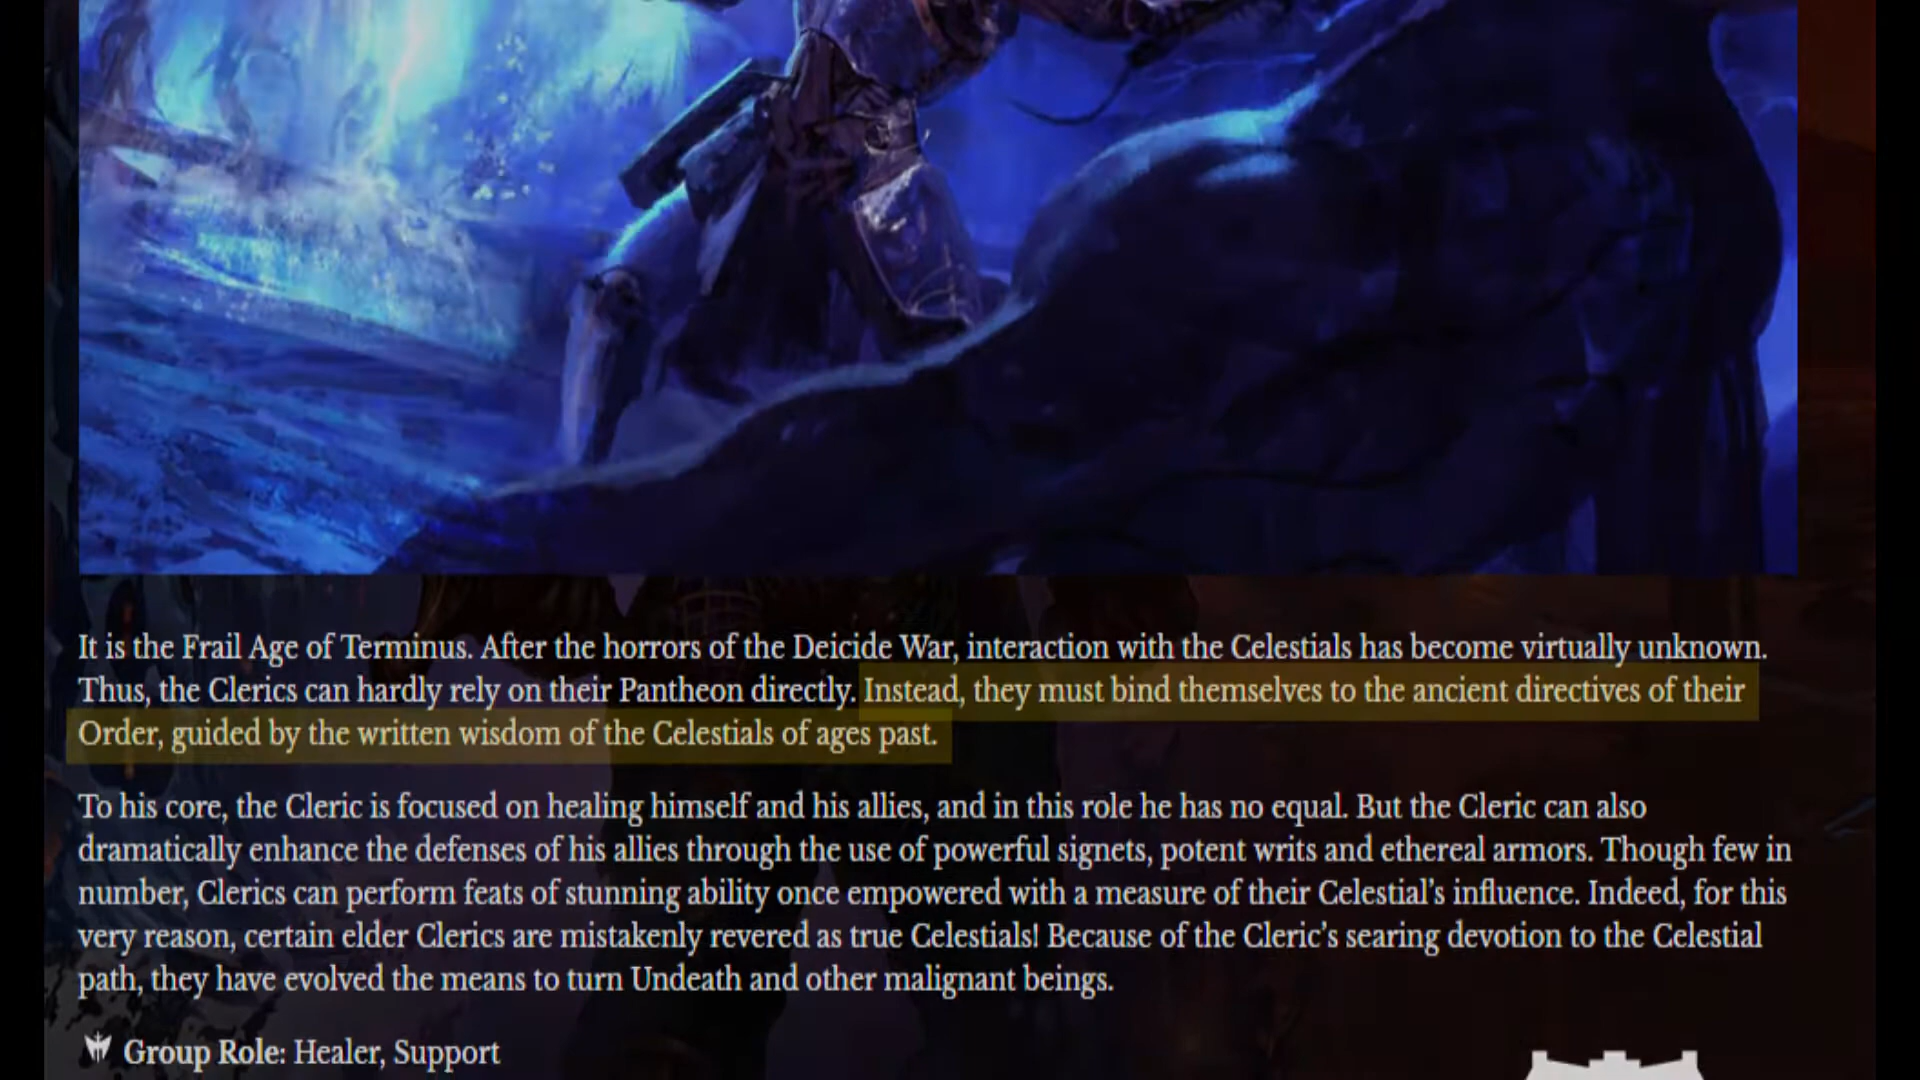 It is the Frail Age of Terminus. After the horrors of the Deicide War, interaction with the Celestials has become virtually unknown.
Thus, the Clerics can hardly rely on their Pantheon directly. Instead, they must bind themselves to the ancient directives of their
Order, guided by the written wisdom of the Celestials of ages past.
To his core, the Cleric is focused on healing himself and his allies, and in this role he has no equal. But the Cleric can also
dramatically enhance the defenses of his allies through the use of powerful signets, potent writs and ethereal armors. Though few in
number, Clerics can perform feats of stunning ability once empowered with a measure of their Celestial’s influence. Indeed, for this
very reason, certain elder Clerics are mistakenly revered as true Celestials! Because of the Cleric’s searing devotion to the Celestial
path, they have evolved the means to turn Undeath and other malignant beings.
Group Role: Healer, Support